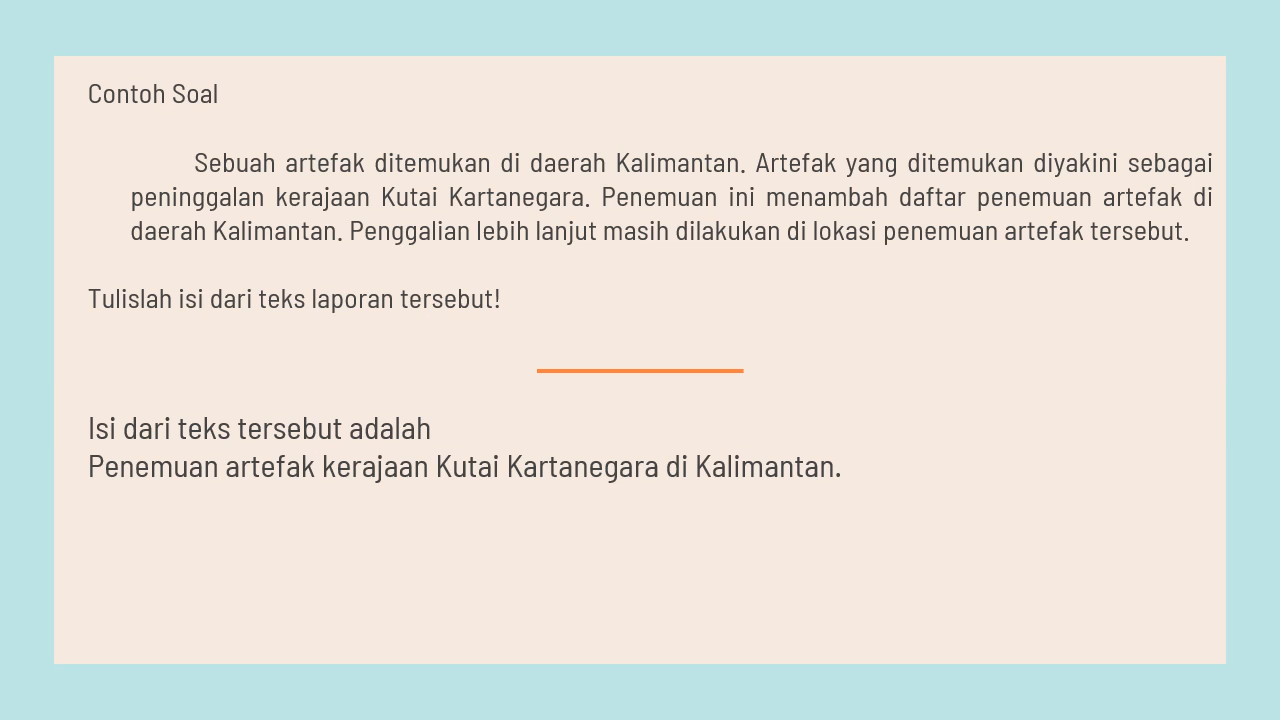 Contoh Soal
Sebuah artefak ditemukan di daerah Kalimantan. Artefak yang ditemukan diyakini sebagai
peninggalan kerajaan Kutai Kartanegara. Penemuan ini menambah daftar penemuan artefak di
daerah Kalimantan. Penggalian lebih lanjut masih dilakukan di lokasi penemuan artefak tersebut.
Tulislah isi dari teks laporan tersebut!
Isi dari teks tersebut adalah
Penemuan artefak kerajaan Kutai Kartanegara di Kalimantan.